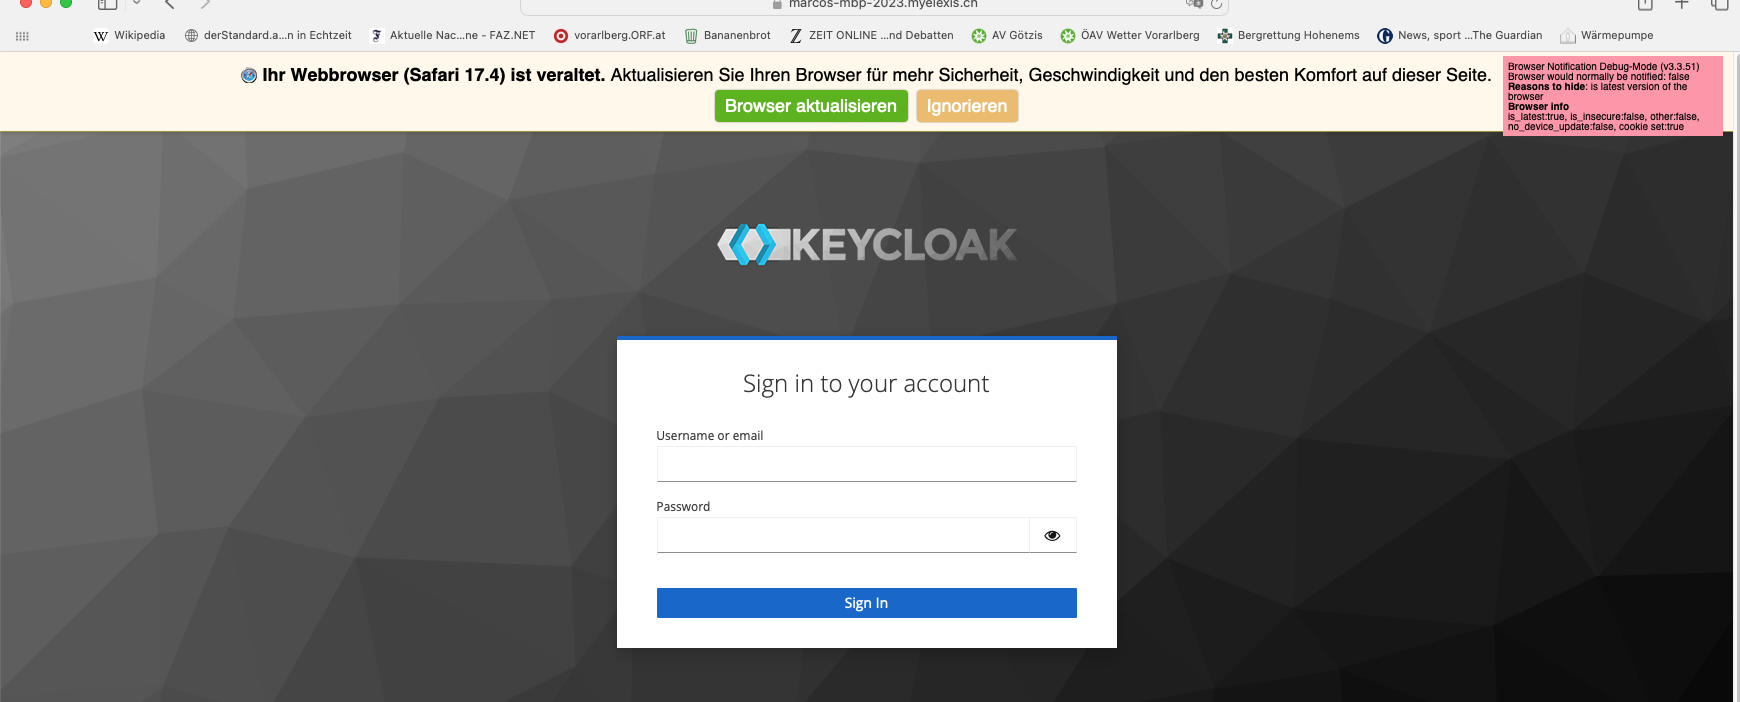 marcos-mbp-2023.myelexis.ch
Wikipedia
derStandard.a...n in Echtzeit
Aktuelle Nac...ne - FAZ.NET
vorarlberg.ORF.at
Bananenbrot
ZEIT ONLINE ...nd Debatten
AV Götzis
ÖAV Wetter Vorarlberg
Bergrettung Hohenems
News, sport ...The Guardian
Wärmepumpe
Ihr Webbrowser (Safari 17.4) ist veraltet. Aktualisieren Sie Ihren Browser für mehr Sicherheit, Geschwindigkeit und den besten Komfort auf dieser Seite.
Browser aktualisieren
Ignorieren
Browser Notification Debug-Mode (v3.3.51)
Browser would normally be notified: false
Reasons to hide: is latest version of the
browser
Browser info
is_latest:true, is_insecure:false, other:false,
no_device_update:false, cookie set:true
KEYCLOAK
Sign in to your account
Username or email
Password
Sign In